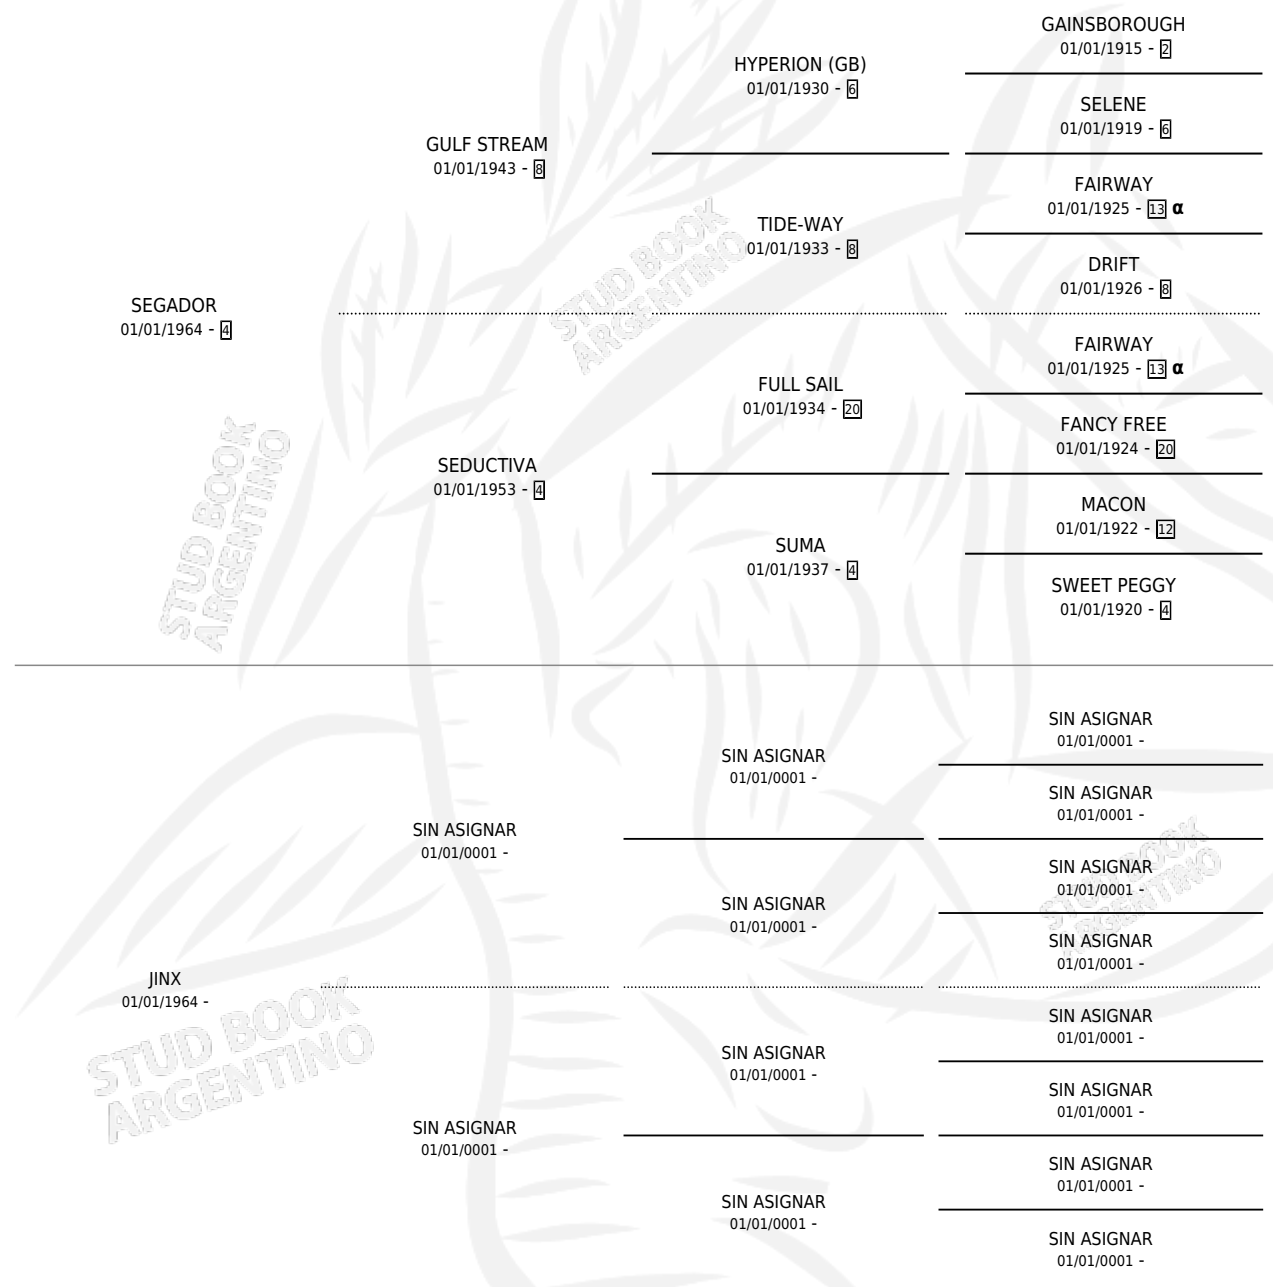 GAINSBOROUGH
01/01/1915 - 2
HYPERION (GB)
01/01/1930 - 6
SELENE
01/01/1919 - 6
GULF STREAM
01/01/1943 - 8
FAIRWAY
01/01/1925 - 13 α
TIDE-WAY
01/01/1933 - 8
DRIFT
01/01/1926 - 8
SEGADOR
01/01/1964 - 4
FAIRWAY
01/01/1925 - 13 α
FULL SAIL
01/01/1934 - 20
FANCY FREE
01/01/1924 - 20
SEDUCTIVA
01/01/1953 - 4
MACON
01/01/1922 - 12
SUMA
01/01/1937 - 4
SWEET PEGGY
01/01/1920 - 4
SIN ASIGNAR
01/01/0001 -
SIN ASIGNAR
01/01/0001 -
SIN ASIGNAR
01/01/0001 -
SIN ASIGNAR
01/01/0001 -
SIN ASIGNAR
01/01/0001 -
SIN ASIGNAR
01/01/0001 -
SIN ASIGNAR
01/01/0001 -
JINX
01/01/1964 -
SIN ASIGNAR
01/01/0001 -
SIN ASIGNAR
01/01/0001 -
SIN ASIGNAR
01/01/0001 -
SIN ASIGNAR
01/01/0001 -
SIN ASIGNAR
01/01/0001 -
SIN ASIGNAR
01/01/0001 -
SIN ASIGNAR
01/01/0001 -
STUD BOOK
ARGENTINO
STUD BOOK
ARGENTINO
STUD BOOK
ARGENTINO
STUD BOOK
ARGENTINO